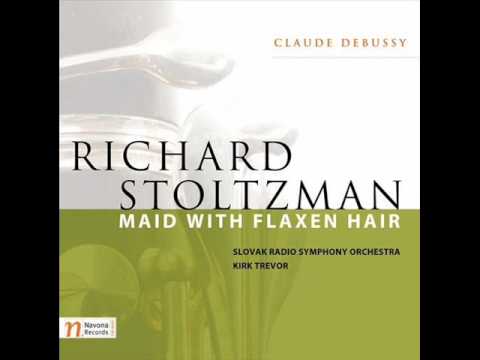 CLAUDE DEBUSSY
RICHARD
STOLTZMAN
MAID WITH FLAXEN HAIR
SLOVAK RADIO SYMPHONY ORCHESTRA
KIRK TREVOR
n.
Navona
Records